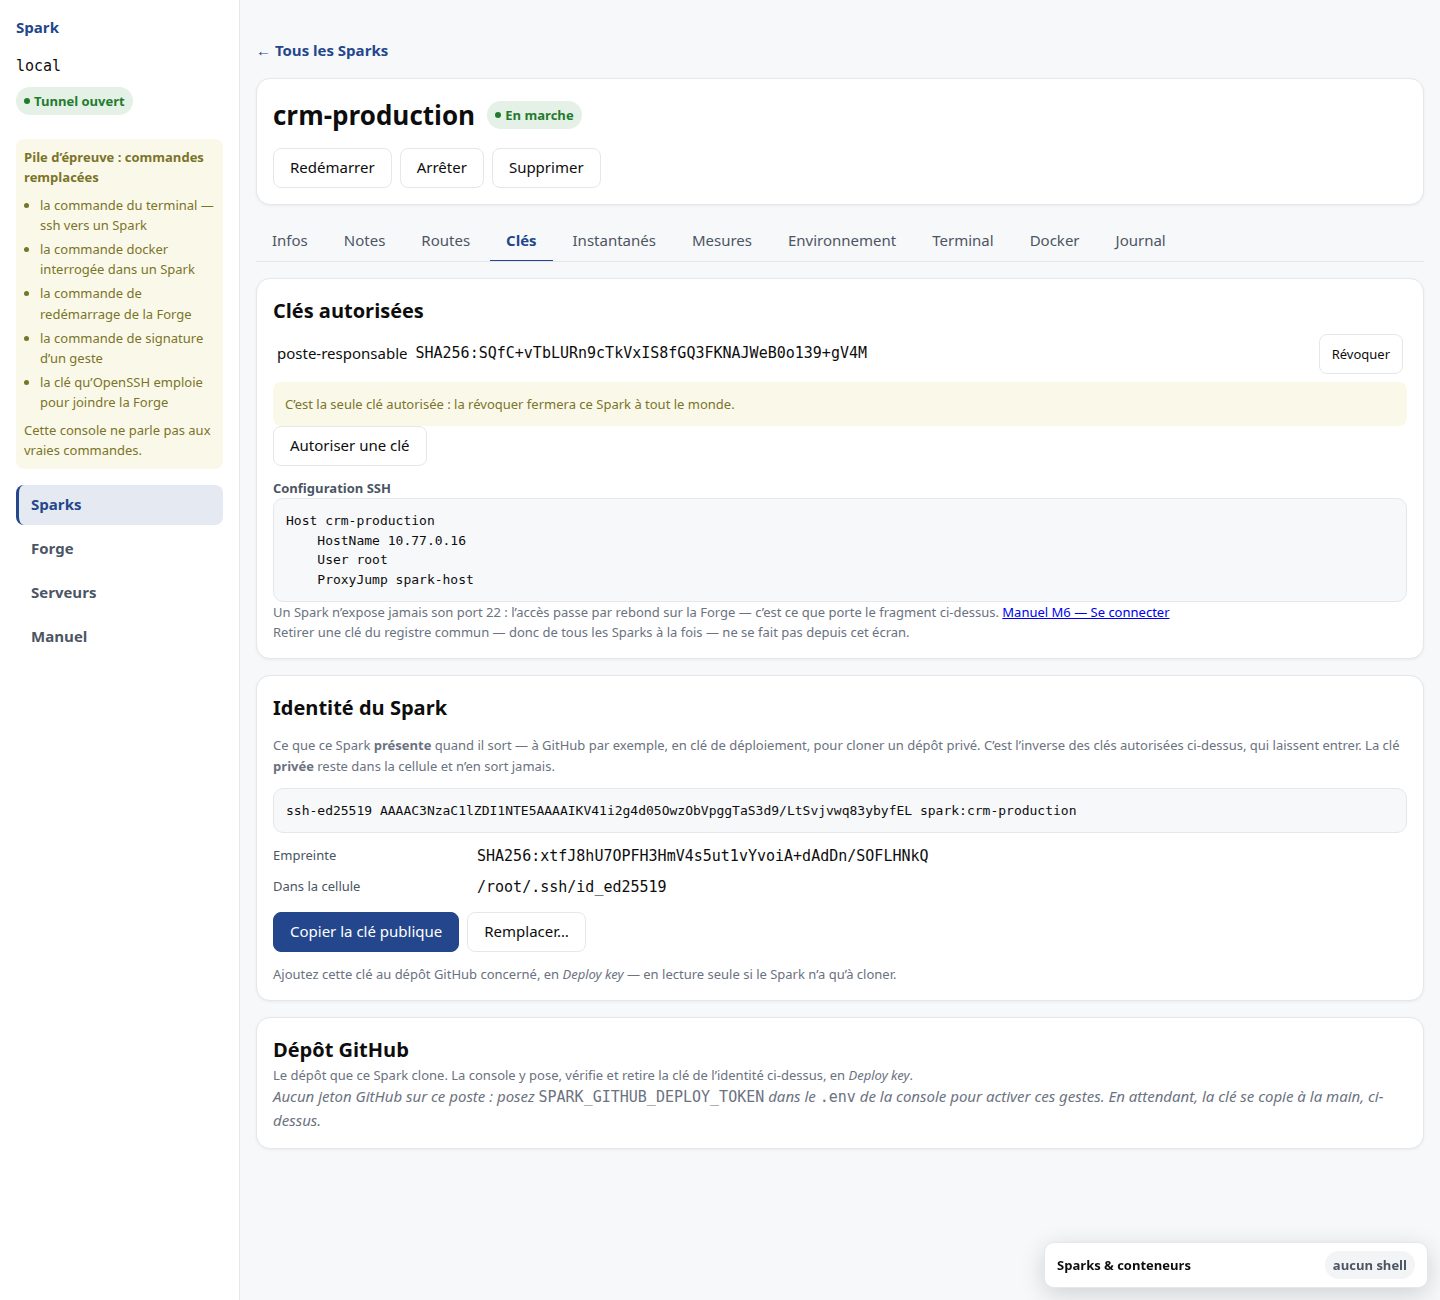 Spark
local
Tunnel ouvert
Pile d’épreuve : commandes
remplacées
la commande du terminal —
ssh vers un Spark
la commande docker
interrogée dans un Spark
la commande de
redémarrage de la Forge
la commande de signature
d’un geste
la clé qu’OpenSSH emploie
pour joindre la Forge
Cette console ne parle pas aux
vraies commandes.
Sparks
Forge
Serveurs
Manuel
← Tous les Sparks
crm-production En marche
Redémarrer Arrêter Supprimer
Infos Notes Routes Clés Instantanés Mesures Environnement Terminal Docker Journal
Clés autorisées
poste-responsable SHA256:SQfC+vTbLURn9cTkVxIS8fGQ3FKNAJWeB0o139+gV4M Révoquer
C’est la seule clé autorisée : la révoquer fermera ce Spark à tout le monde.
Autoriser une clé
Configuration SSH
Host crm-production
    HostName 10.77.0.16
    User root
    ProxyJump spark-host
Un Spark n’expose jamais son port 22 : l’accès passe par rebond sur la Forge — c’est ce que porte le fragment ci-dessus. Manuel M6 — Se connecter
Retirer une clé du registre commun — donc de tous les Sparks à la fois — ne se fait pas depuis cet écran.
Identité du Spark
Ce que ce Spark présente quand il sort — à GitHub par exemple, en clé de déploiement, pour cloner un dépôt privé. C’est l’inverse des clés autorisées ci-dessus, qui laissent entrer. La clé
privée reste dans la cellule et n’en sort jamais.
ssh-ed25519 AAAAC3NzaC1lZDI1NTE5AAAAIKV41i2g4d05OwzObVpggTaS3d9/LtSvjvwq83ybyfEL spark:crm-production
Empreinte SHA256:xtfJ8hU7OPFH3HmV4s5ut1vYvoiA+dAdDn/SOFLHNkQ
Dans la cellule /root/.ssh/id_ed25519
Copier la clé publique Remplacer…
Ajoutez cette clé au dépôt GitHub concerné, en Deploy key — en lecture seule si le Spark n’a qu’à cloner.
Dépôt GitHub
Le dépôt que ce Spark clone. La console y pose, vérifie et retire la clé de l’identité ci-dessus, en Deploy key.
Aucun jeton GitHub sur ce poste : posez SPARK_GITHUB_DEPLOY_TOKEN dans le .env de la console pour activer ces gestes. En attendant, la clé se copie à la main, ci-
dessus.
Sparks & conteneurs aucun shell